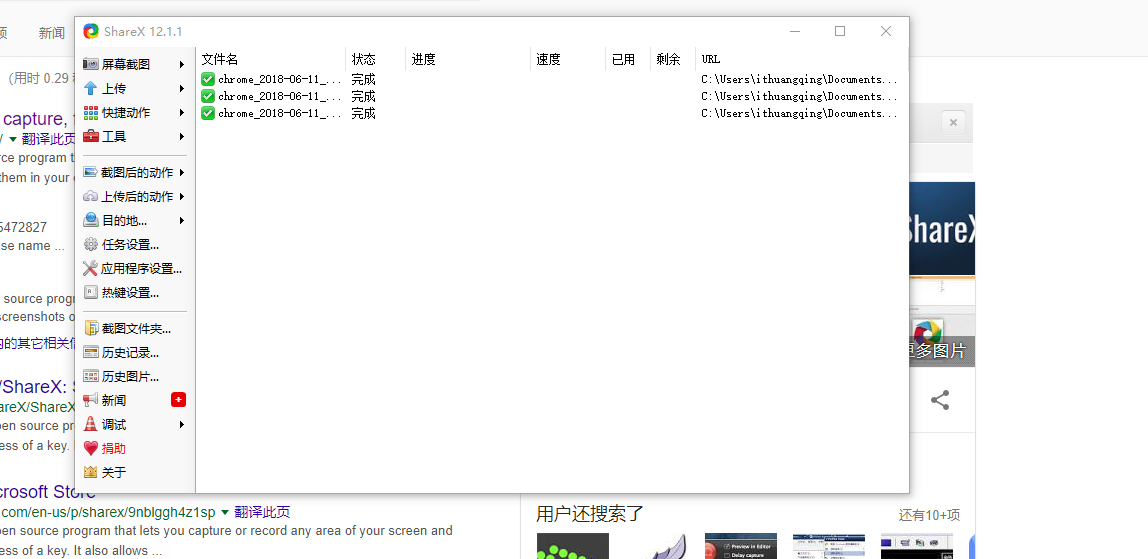 ShareX 12.1.1
新闻
文件名 状态 进度 速度 已用 剩余 URL
chrome_2018-06-11_... 完成 C:\Users\ithuangqing\Documents...
chrome_2018-06-11_... 完成 C:\Users\ithuangqing\Documents...
chrome_2018-06-11_... 完成 C:\Users\ithuangqing\Documents...
屏幕截图
上传
快捷动作
工具
截图后的动作
上传后的动作
目的地...
任务设置...
应用程序设置...
热键设置...
截图文件夹...
历史记录...
历史图片...
新闻
调试
捐助
关于
(用时 0.29
capture,
翻译此页
rce program
them in your
5472827
se name ...
source progr
screenshots o
的其它相关信
/ShareX: S
areX/ShareX
pen source pr
ess of a key.
crosoft Store
.com/en-us/p/sharex/9nblggh4z1sp 翻译此页
pen source program that lets you capture or record any area of your screen and
ess of a key. It also allows ...
ShareX
更多图片
用户还搜索了 还有10+项
Preview in Editor
Delay capture